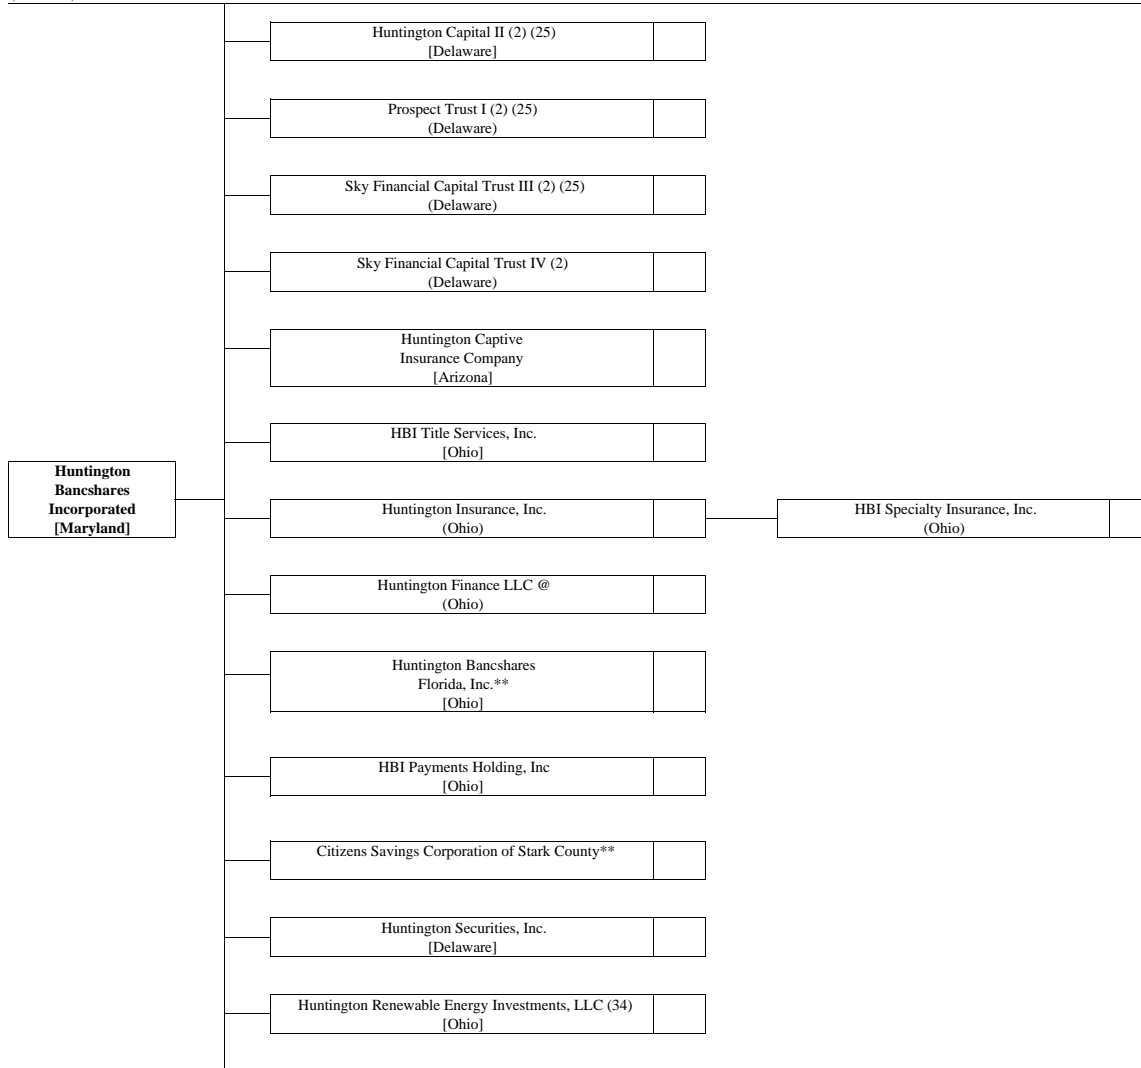 Huntington Capital II (2) (25)
[Delaware]
Prospect Trust I (2) (25)
(Delaware)
Sky Financial Capital Trust III (2) (25)
(Delaware)
Sky Financial Capital Trust IV (2)
(Delaware)
Huntington Captive
Insurance Company
[Arizona]
HBI Title Services, Inc.
[Ohio]
Huntington
Bancshares
Incorporated
[Maryland]
Huntington Insurance, Inc.
(Ohio)
HBI Specialty Insurance, Inc.
(Ohio)
Huntington Finance LLC @
(Ohio)
Huntington Bancshares
Florida, Inc.**
[Ohio]
HBI Payments Holding, Inc
[Ohio]
Citizens Savings Corporation of Stark County**
Huntington Securities, Inc.
[Delaware]
Huntington Renewable Energy Investments, LLC (34)
[Ohio]